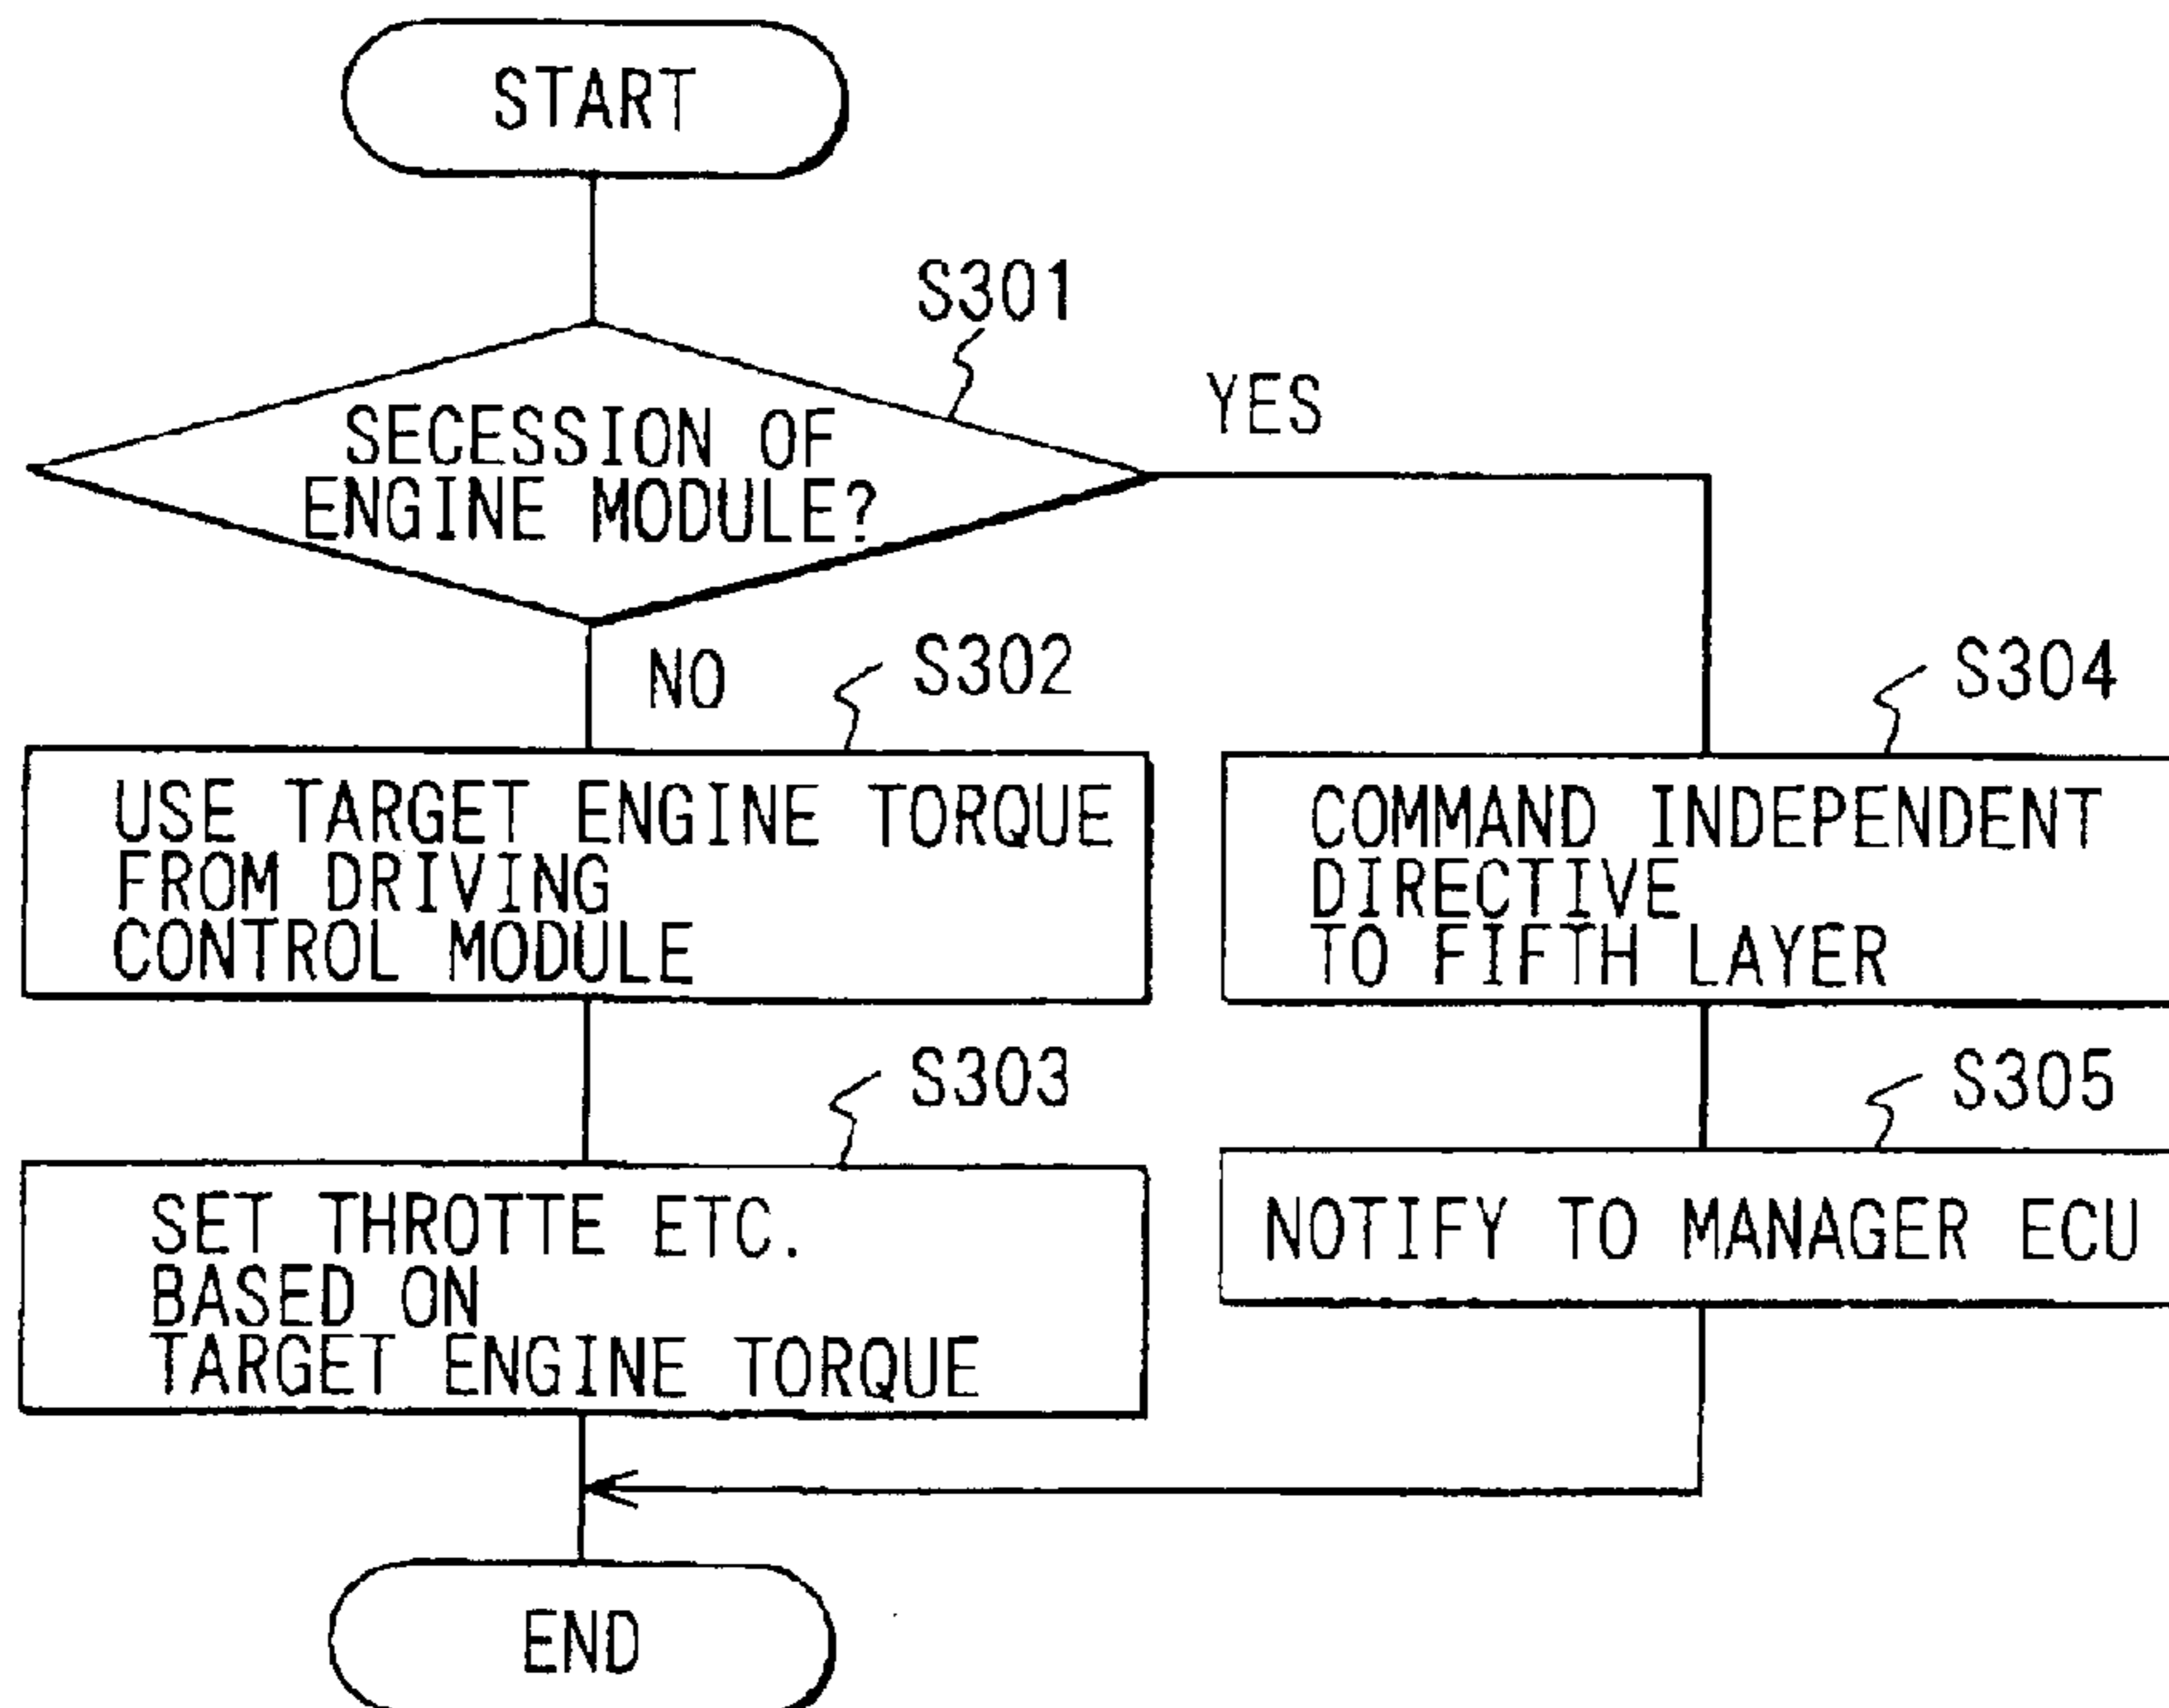 START
S301
YES
SECESSION OF
ENGINE MODULE?
NO
S302
S304
USE TARGET ENGINE TORQUE
FROM DRIVING
CONTROL MODULE
COMMAND INDEPENDENT
DIRECTIVE
TO FIFTH LAYER
S303
S305
SET THROTTE ETC.
BASED ON
TARGET ENGINE TORQUE
NOTIFY TO MANAGER ECU
END